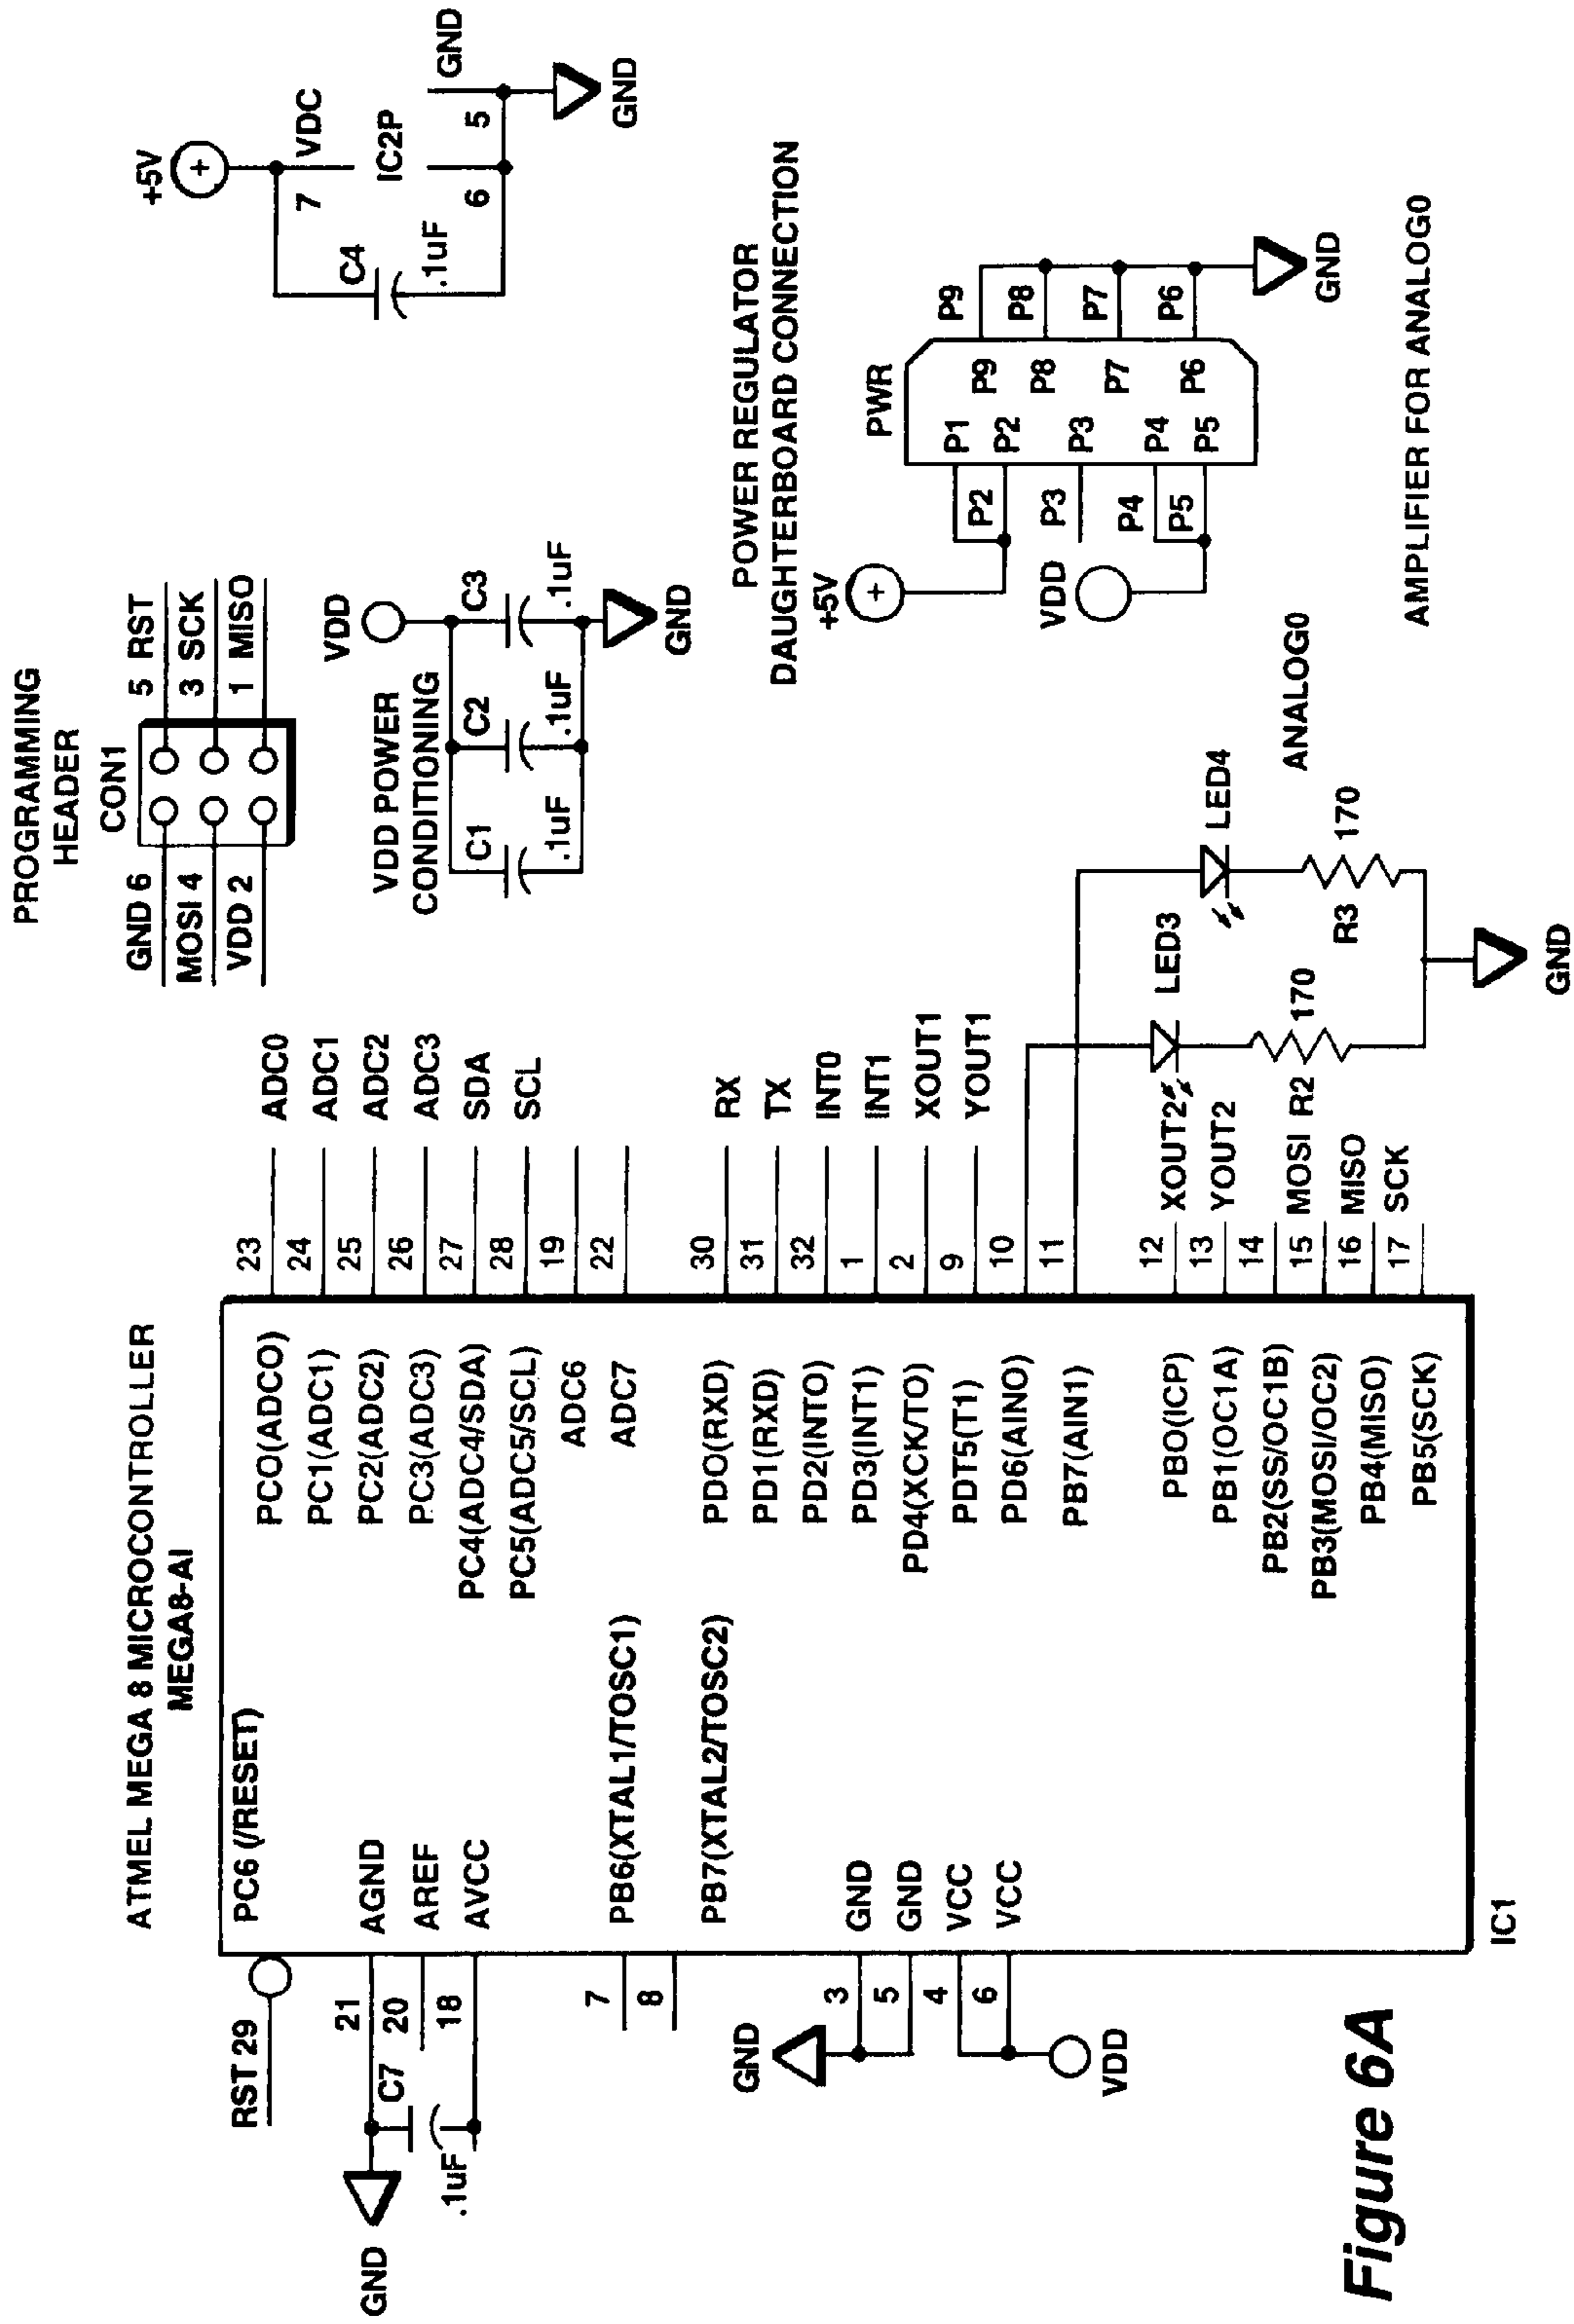 PROGRAMMING
HEADER
CON1
GND 6
MOSI 4
VDD 2
5 RST
3 SCK
1 MISO
+5V
7
VDC
C4
.1uF
IC2P
6
5
GND
GND
VDD POWER
CONDITIONING
VDD
C1
.1uF
C2
.1uF
C3
.1uF
GND
POWER REGULATOR
DAUGHTERBOARD CONNECTION
PWR
+5V
VDD
P2
P3
P4
P5
P1
P2
P3
P4
P5
P9
P8
P7
P6
P9
P8
P7
P6
GND
AMPLIFIER FOR ANALOG0
ANALOG0
ATMEL MEGA 8 MICROCONTROLLER
MEGA8-AI
RST 29
PC6 (/RESET)
21
AGND
20
AREF
18
AVCC
C7
.1uF
GND
7
PB6(XTAL1/TOSC1)
8
PB7(XTAL2/TOSC2)
GND
3
GND
5
GND
4
VCC
6
VCC
VDD
PCO(ADCO) 23 ADC0
PC1(ADC1) 24 ADC1
PC2(ADC2) 25 ADC2
PC3(ADC3) 26 ADC3
PC4(ADC4/SDA) 27 SDA
PC5(ADC5/SCL) 28 SCL
ADC6 19
ADC7 22
PDO(RXD) 30 RX
PD1(RXD) 31 TX
PD2(INTO) 32 INT0
PD3(INT1) 1 INT1
PD4(XCK/TO) 2 XOUT1
PDT5(T1) 9 YOUT1
PD6(AINO) 10
PB7(AIN1) 11
PBO(ICP) 12 XOUT2
PB1(OC1A) 13 YOUT2
PB2(SS/OC1B) 14
PB3(MOSI/OC2) 15 MOSI
PB4(MISO) 16 MISO
PB5(SCK) 17 SCK
LED3
R2
170
LED4
R3
170
GND
IC1
Figure 6A